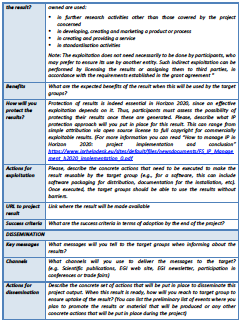 the result?
owned are used:
• in further research activities other than those covered by the project
concerned
• in developing, creating and marketing a product or process
• in creating and providing a service
• in standardisation activities
Note: The exploitation does not need necessarily to be done by participants, who
may prefer to ensure its use by another entity. Such indirect exploitation can be
performed by licensing the results or assigning them to third parties, in
accordance with the requirements established in the grant agreement "
Benefits
What are the expected benefits of the result when this will be used by the target
groups?
How will you
protect the
results?
Protection of results is indeed essential in Horizon 2020, since an effective
exploitation depends on it. Thus, participants must assess the possibility of
protecting their results once these are generated. Please, describe what IP
protection approach will you put in place for this result. This can range from
simple attribution via open source license to full copyright for commercially
exploitable results. (For more information you can read "How to manage IP in
Horizon 2020: project implementation and conclusion"
https://www.iprhelpdesk.eu/sites/default/files/newsdocuments/FS_IP_Manage
ment_h2020_implementation_0.pdf
Actions for
exploitation
Please, describe the concrete actions that need to be executed to make the
result reusable by the target group (e.g., for a software, this can include
software packaging for distribution, documentation for the installation, etc).
Once executed, the target groups should be able to use the results without
barriers.
URL to project
result
Link where the result will be made available
Success criteria
What are the success criteria in terms of adoption by the end of the project?
DISSEMINATION
Key messages
What messages will you tell to the target groups when informing about the
results?
Channels
What channels will you use to deliver the messages to the target?
(e.g. Scientific publications, EGI web site, EGI newsletter, participation in
conferences or trade fairs)
Actions for
dissemination
Describe the concrete set of actions that will be put in place to disseminate this
project output. When this result is ready, how will you reach to target group to
ensure uptake of the result? (You can list the preliminary list of events where you
plan to promote the results or material that will be produced or any other
concrete actions that will be put in place during the project)